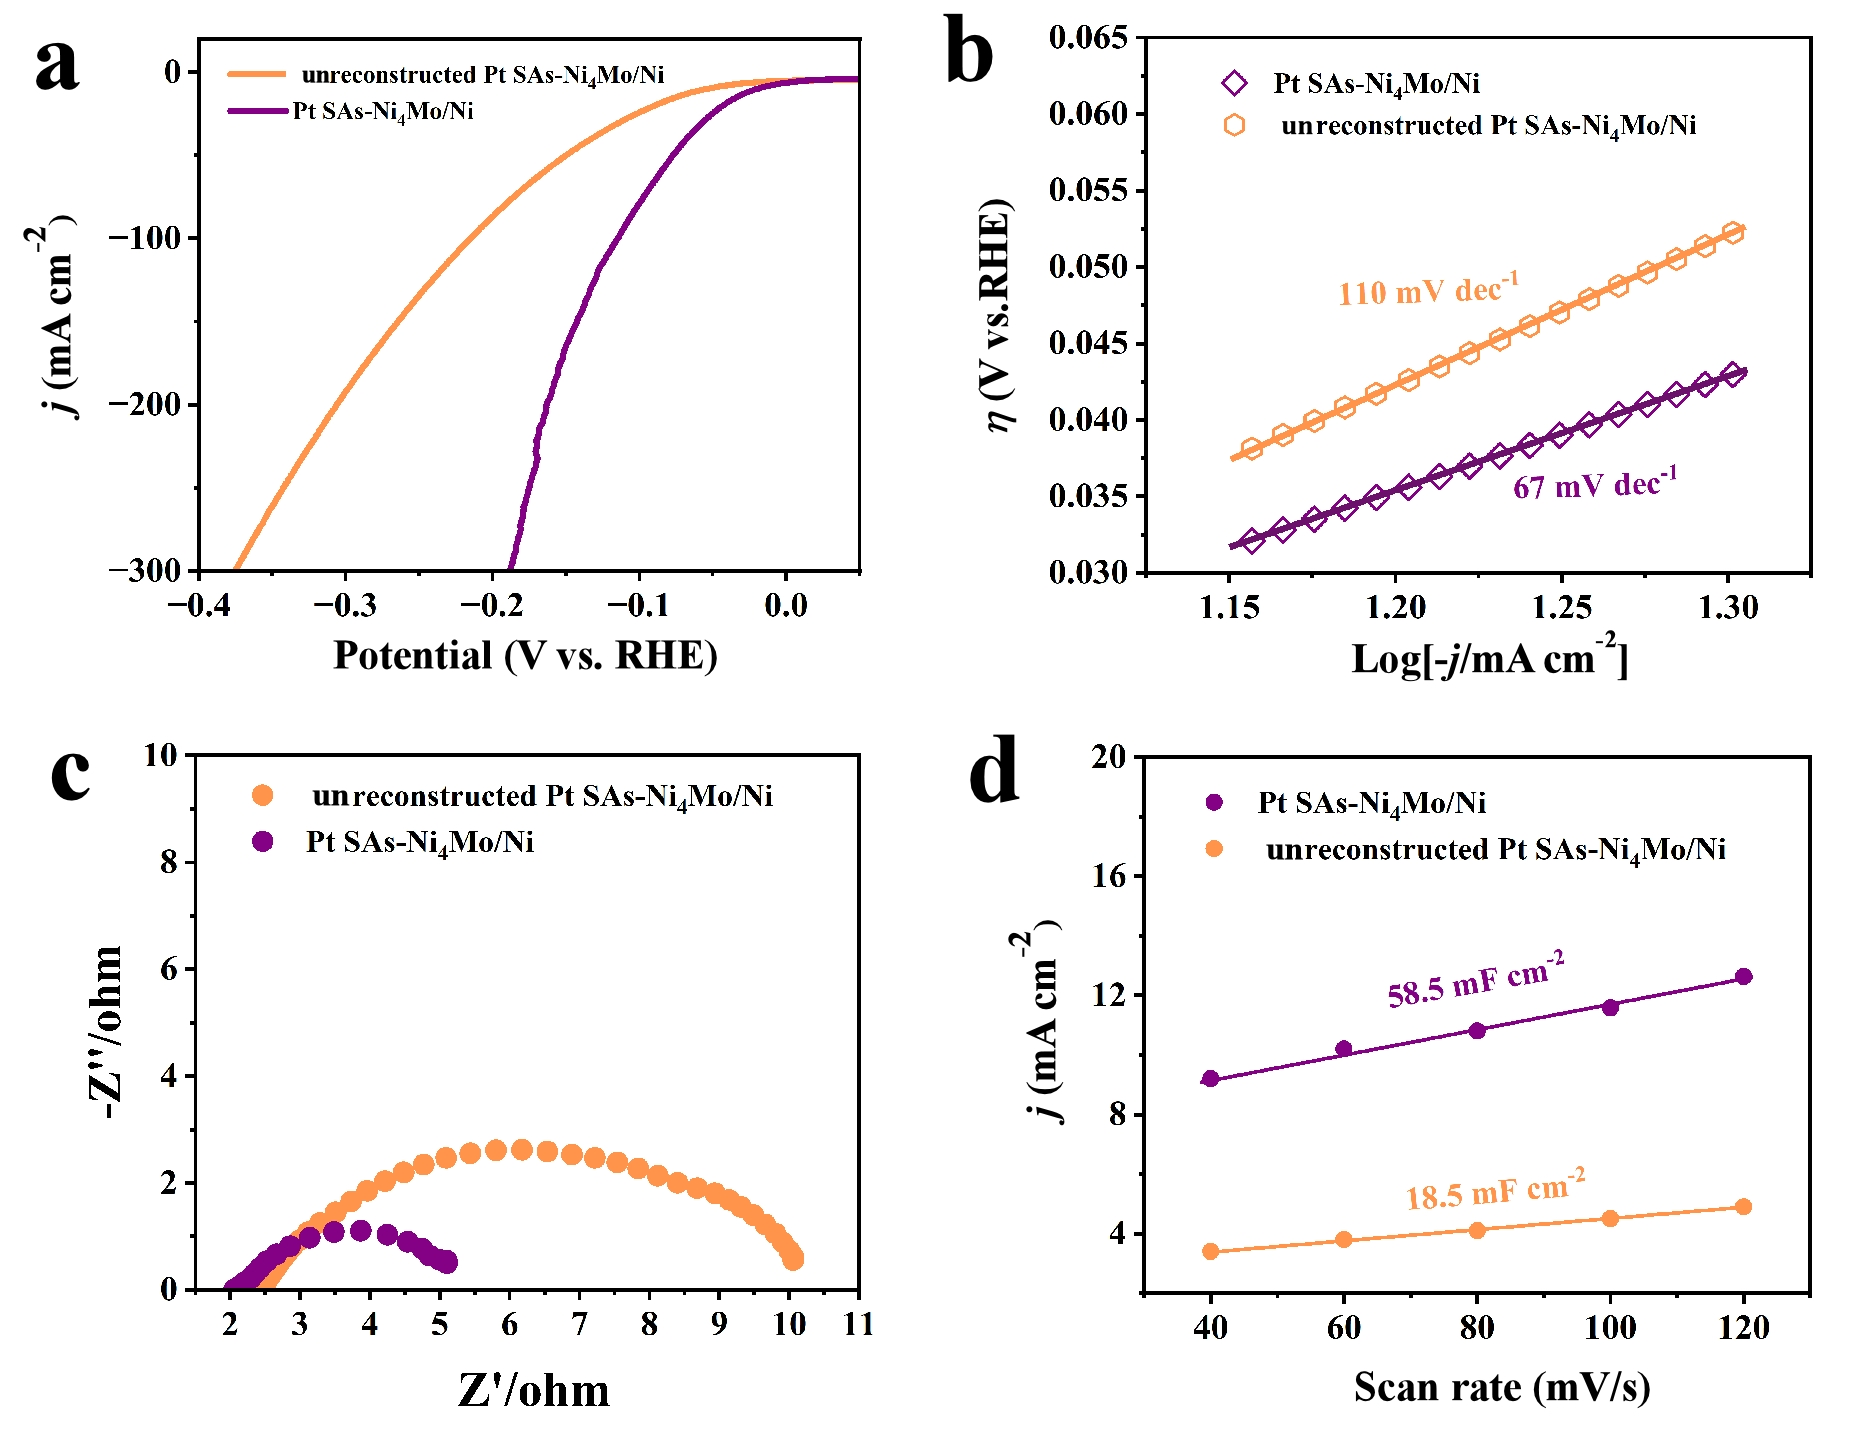 a
unreconstructed Pt SAs-Ni₄Mo/Ni
Pt SAs-Ni₄Mo/Ni
0
−100
−200
−300
j (mA cm⁻²)
−0.4 −0.3 −0.2 −0.1 0.0
Potential (V vs. RHE)
b
Pt SAs-Ni₄Mo/Ni
unreconstructed Pt SAs-Ni₄Mo/Ni
0.065
0.060
0.055
0.050
0.045
0.040
0.035
0.030
η (V vs.RHE)
110 mV dec⁻¹
67 mV dec⁻¹
1.15 1.20 1.25 1.30
Log[-j/mA cm⁻²]
c
unreconstructed Pt SAs-Ni₄Mo/Ni
Pt SAs-Ni₄Mo/Ni
10
8
6
4
2
0
-Z''/ohm
2 3 4 5 6 7 8 9 10 11
Z'/ohm
d
Pt SAs-Ni₄Mo/Ni
unreconstructed Pt SAs-Ni₄Mo/Ni
20
16
12
8
4
j (mA cm⁻²)
58.5 mF cm⁻²
18.5 mF cm⁻²
40 60 80 100 120
Scan rate (mV/s)